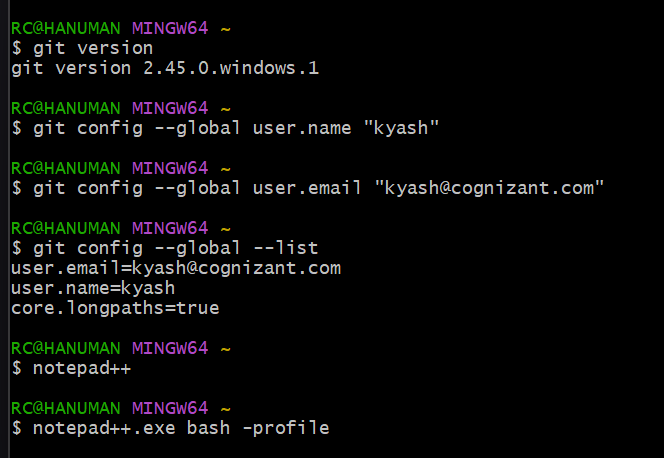 RC@HANUMAN MINGW64 ~
$ git version
git version 2.45.0.windows.1
RC@HANUMAN MINGW64 ~
$ git config --global user.name "kyash"
RC@HANUMAN MINGW64 ~
$ git config --global user.email "kyash@cognizant.com"
RC@HANUMAN MINGW64 ~
$ git config --global --list
user.email=kyash@cognizant.com
user.name=kyash
core.longpaths=true
RC@HANUMAN MINGW64 ~
$ notepad++
RC@HANUMAN MINGW64 ~
$ notepad++.exe bash -profile